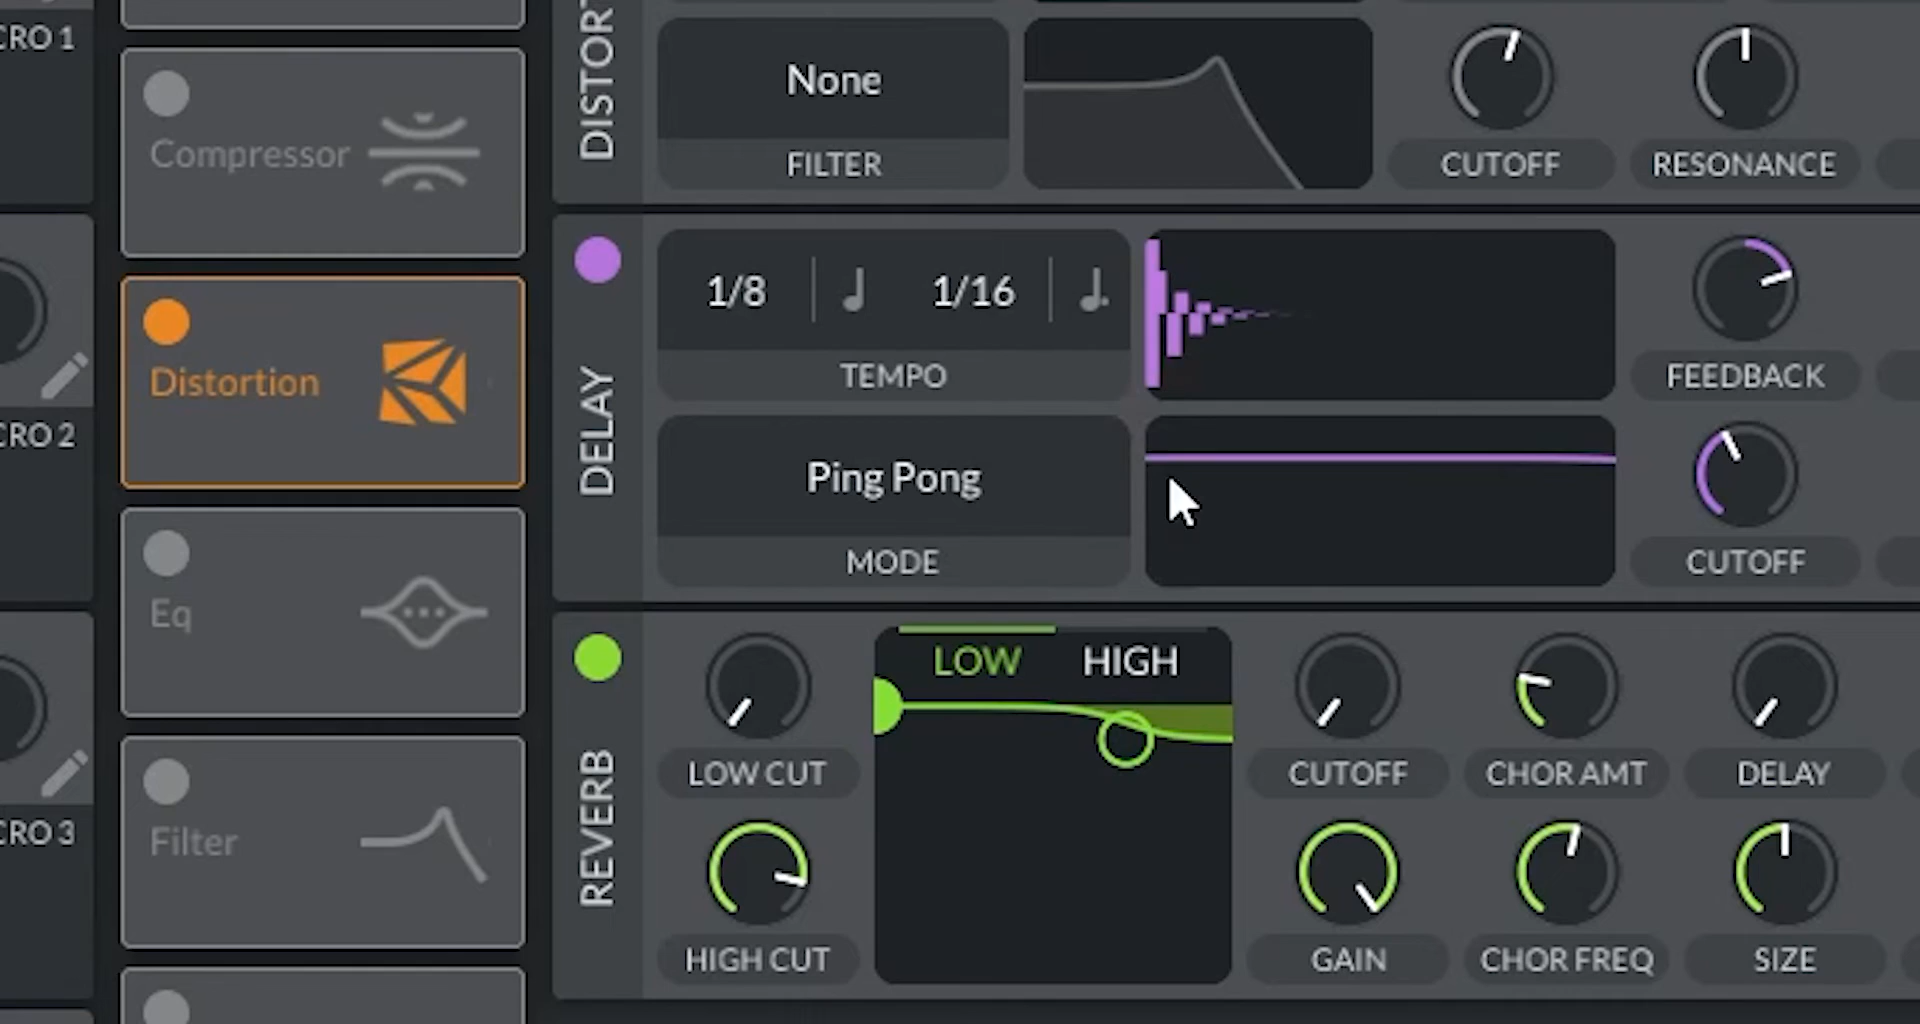 CRO 1
Compressor
Distortion
CRO 2
Eq
CRO 3
Filter
DISTOR
None
FILTER
CUTOFF
RESONANCE
DELAY
1/8
1/16
TEMPO
FEEDBACK
Ping Pong
MODE
CUTOFF
REVERB
LOW CUT
LOW
HIGH
CUTOFF
CHOR AMT
DELAY
HIGH CUT
GAIN
CHOR FREQ
SIZE